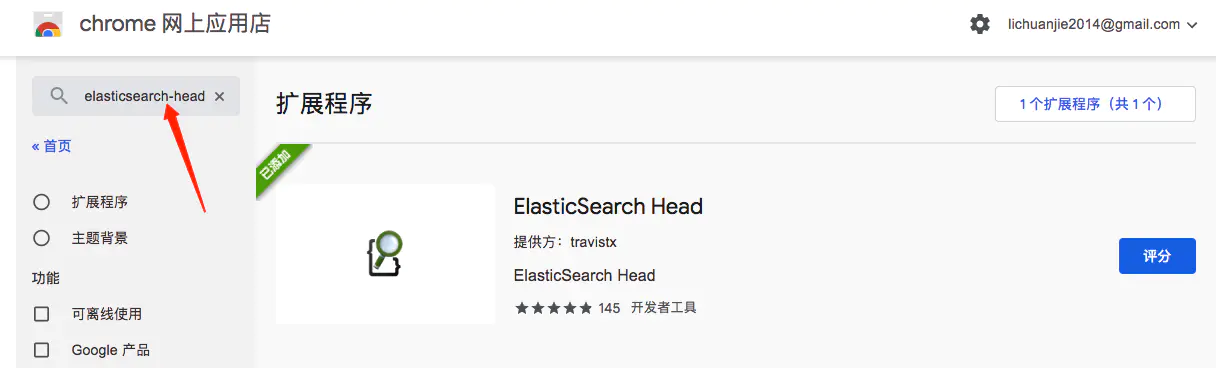 chrome 网上应用店
lichuanjie2014@gmail.com
elasticsearch-head
« 首页
扩展程序
主题背景
功能
可离线使用
Google 产品
扩展程序
1 个扩展程序（共 1 个）
已添加
ElasticSearch Head
提供方：travistx
ElasticSearch Head
145 开发者工具
评分